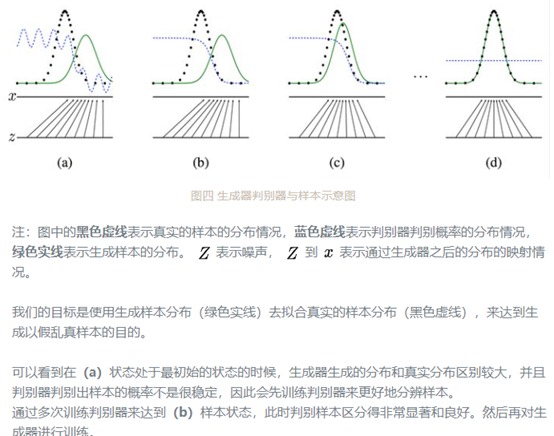 x
z
...
(a) (b) (c) (d)
图四 生成器判别器与样本示意图
注：图中的黑色虚线表示真实的样本的分布情况，蓝色虚线表示判别器判别概率的分布情况，
绿色实线表示生成样本的分布。 Z 表示噪声， Z 到 x 表示通过生成器之后的分布的映射情
况。
我们的目标是使用生成样本分布（绿色实线）去拟合真实的样本分布（黑色虚线），来达到生
成以假乱真样本的目的。
可以看到在（a）状态处于最初始的状态的时候，生成器生成的分布和真实分布区别较大，并且
判别器判别出样本的概率不是很稳定，因此会先训练判别器来更好地分辨样本。
通过多次训练判别器来达到（b）样本状态，此时判别样本区分得非常显著和良好。然后再对生
成器进行训练。